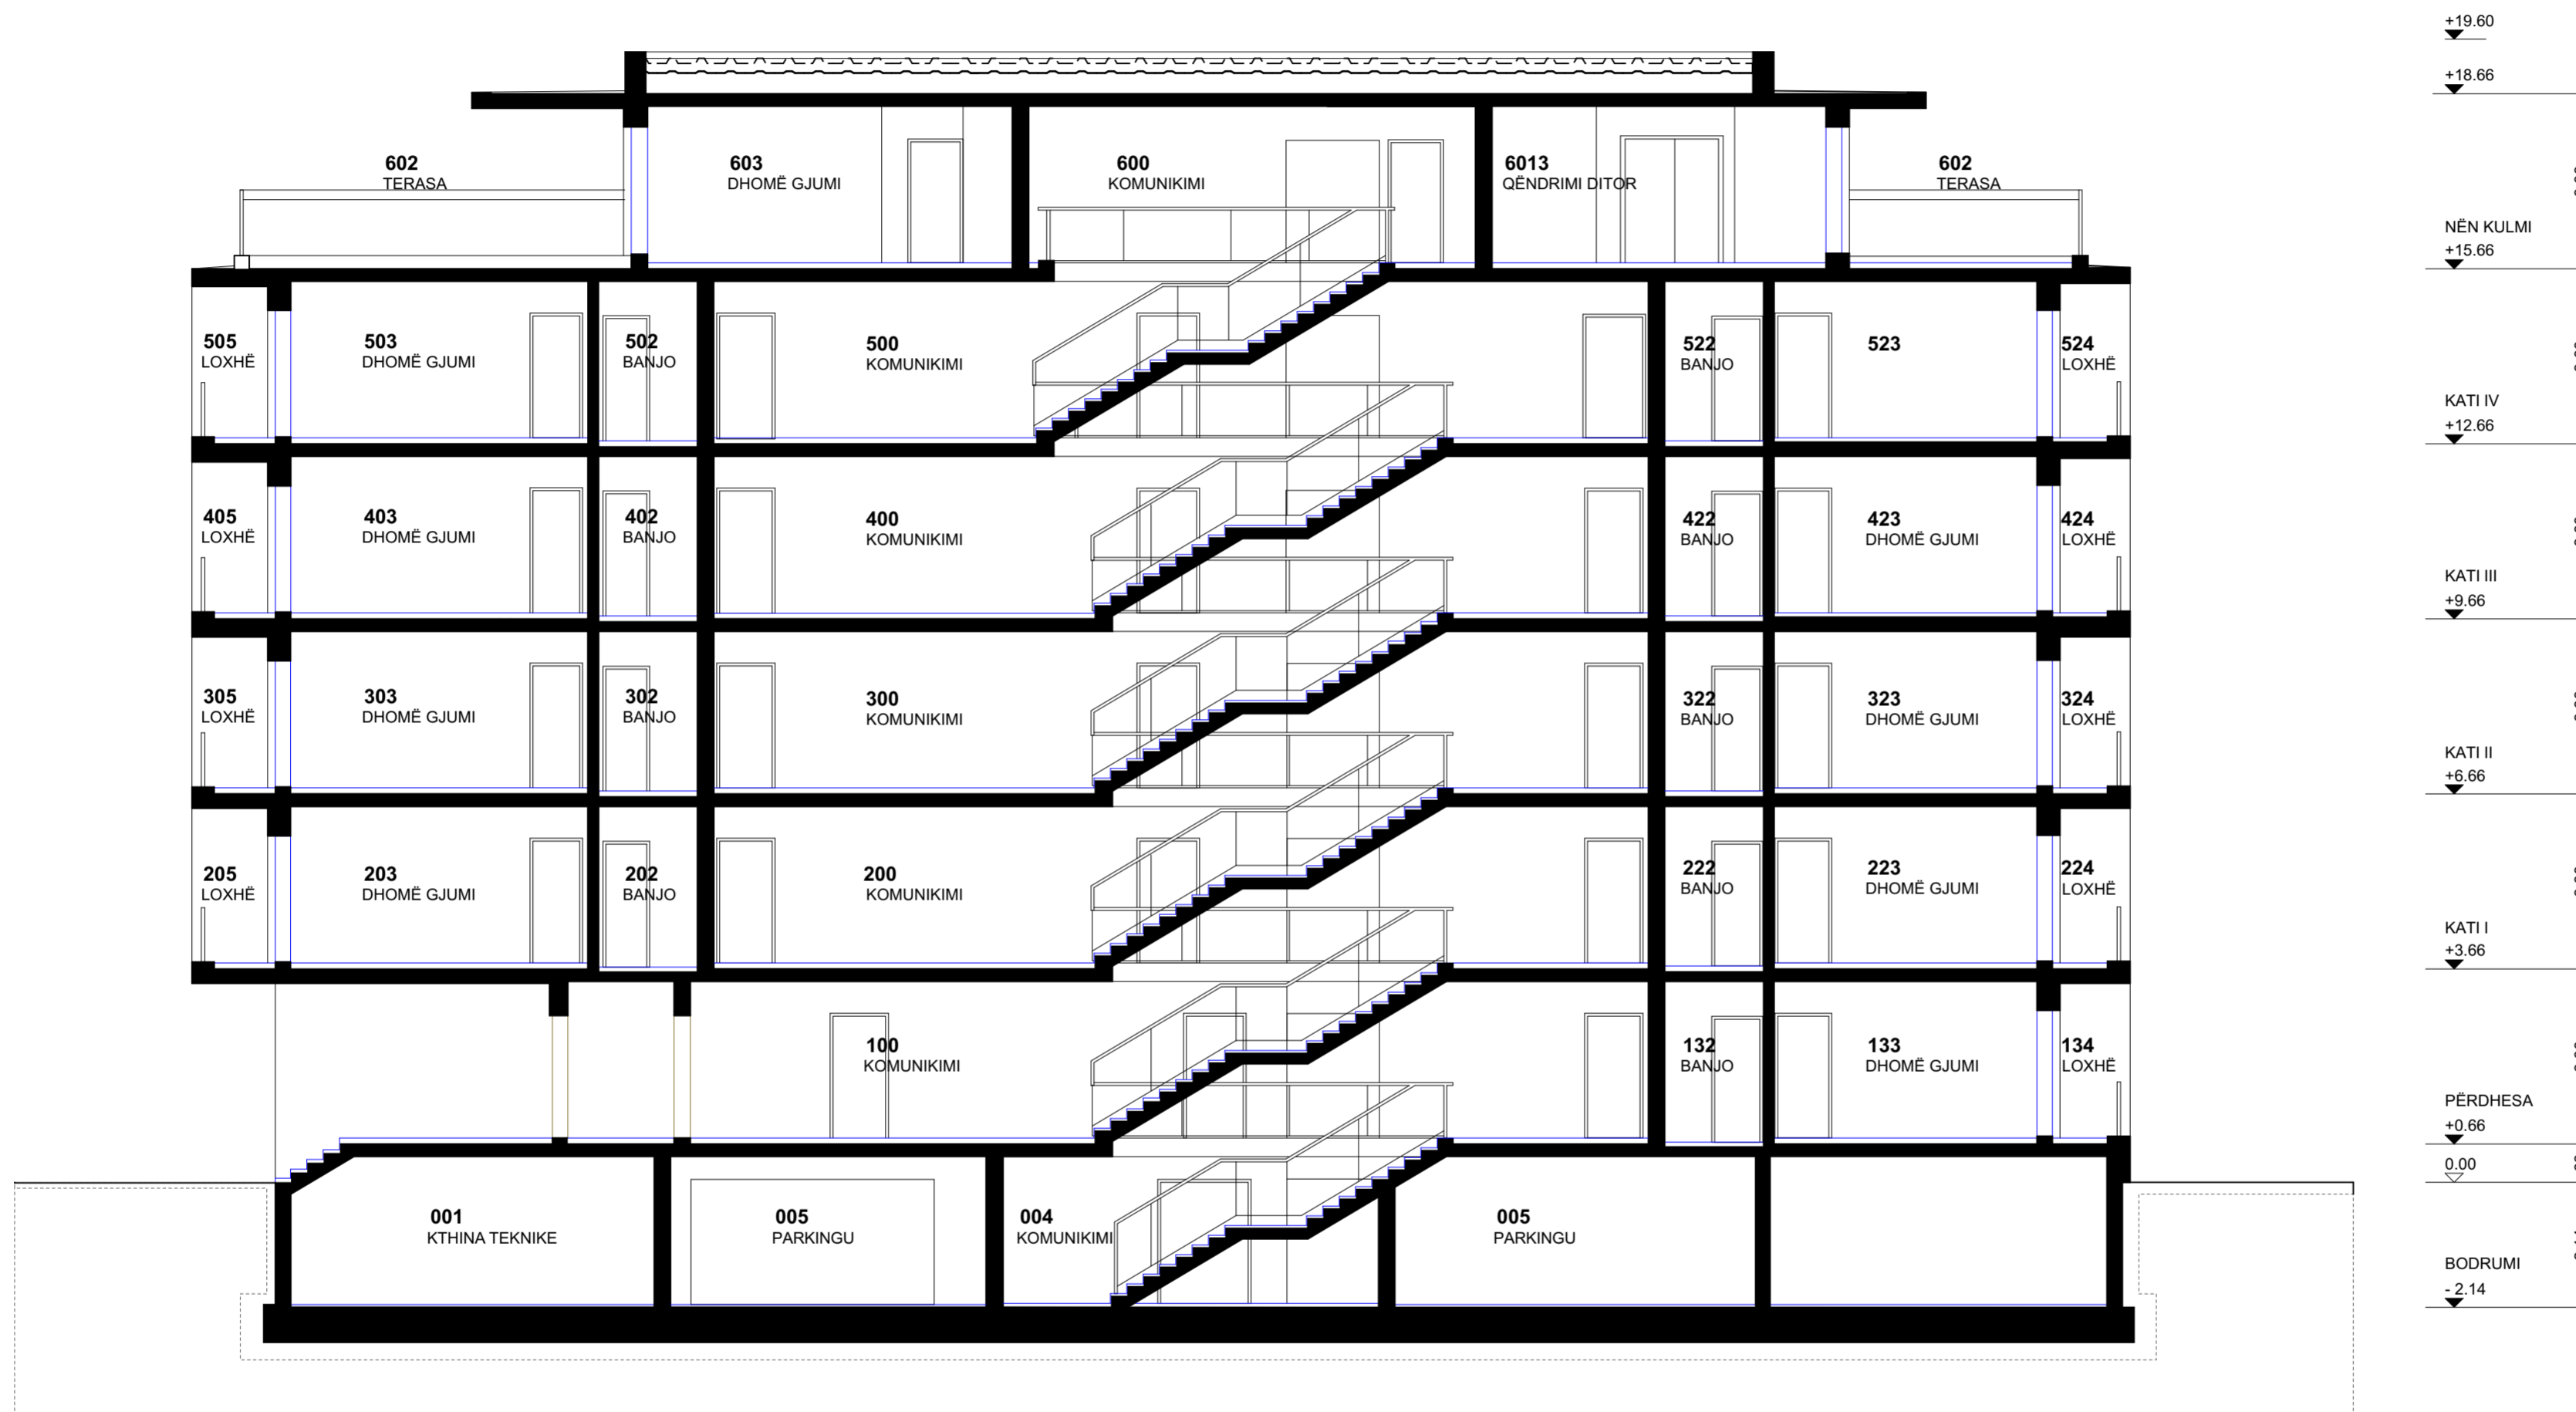 +19.60
+18.66
602
TERASA
603
DHOMË GJUMI
600
KOMUNIKIMI
6013
QËNDRIMI DITOR
602
TERASA
NËN KULMI
+15.66
505
LOXHË
503
DHOMË GJUMI
502
BANJO
500
KOMUNIKIMI
522
BANJO
523
524
LOXHË
KATI IV
+12.66
405
LOXHË
403
DHOMË GJUMI
402
BANJO
400
KOMUNIKIMI
422
BANJO
423
DHOMË GJUMI
424
LOXHË
KATI III
+9.66
305
LOXHË
303
DHOMË GJUMI
302
BANJO
300
KOMUNIKIMI
322
BANJO
323
DHOMË GJUMI
324
LOXHË
KATI II
+6.66
205
LOXHË
203
DHOMË GJUMI
202
BANJO
200
KOMUNIKIMI
222
BANJO
223
DHOMË GJUMI
224
LOXHË
KATI I
+3.66
100
KOMUNIKIMI
132
BANJO
133
DHOMË GJUMI
134
LOXHË
PËRDHESA
+0.66
0.00
001
KTHINA TEKNIKE
005
PARKINGU
004
KOMUNIKIMI
005
PARKINGU
BODRUMI
- 2.14